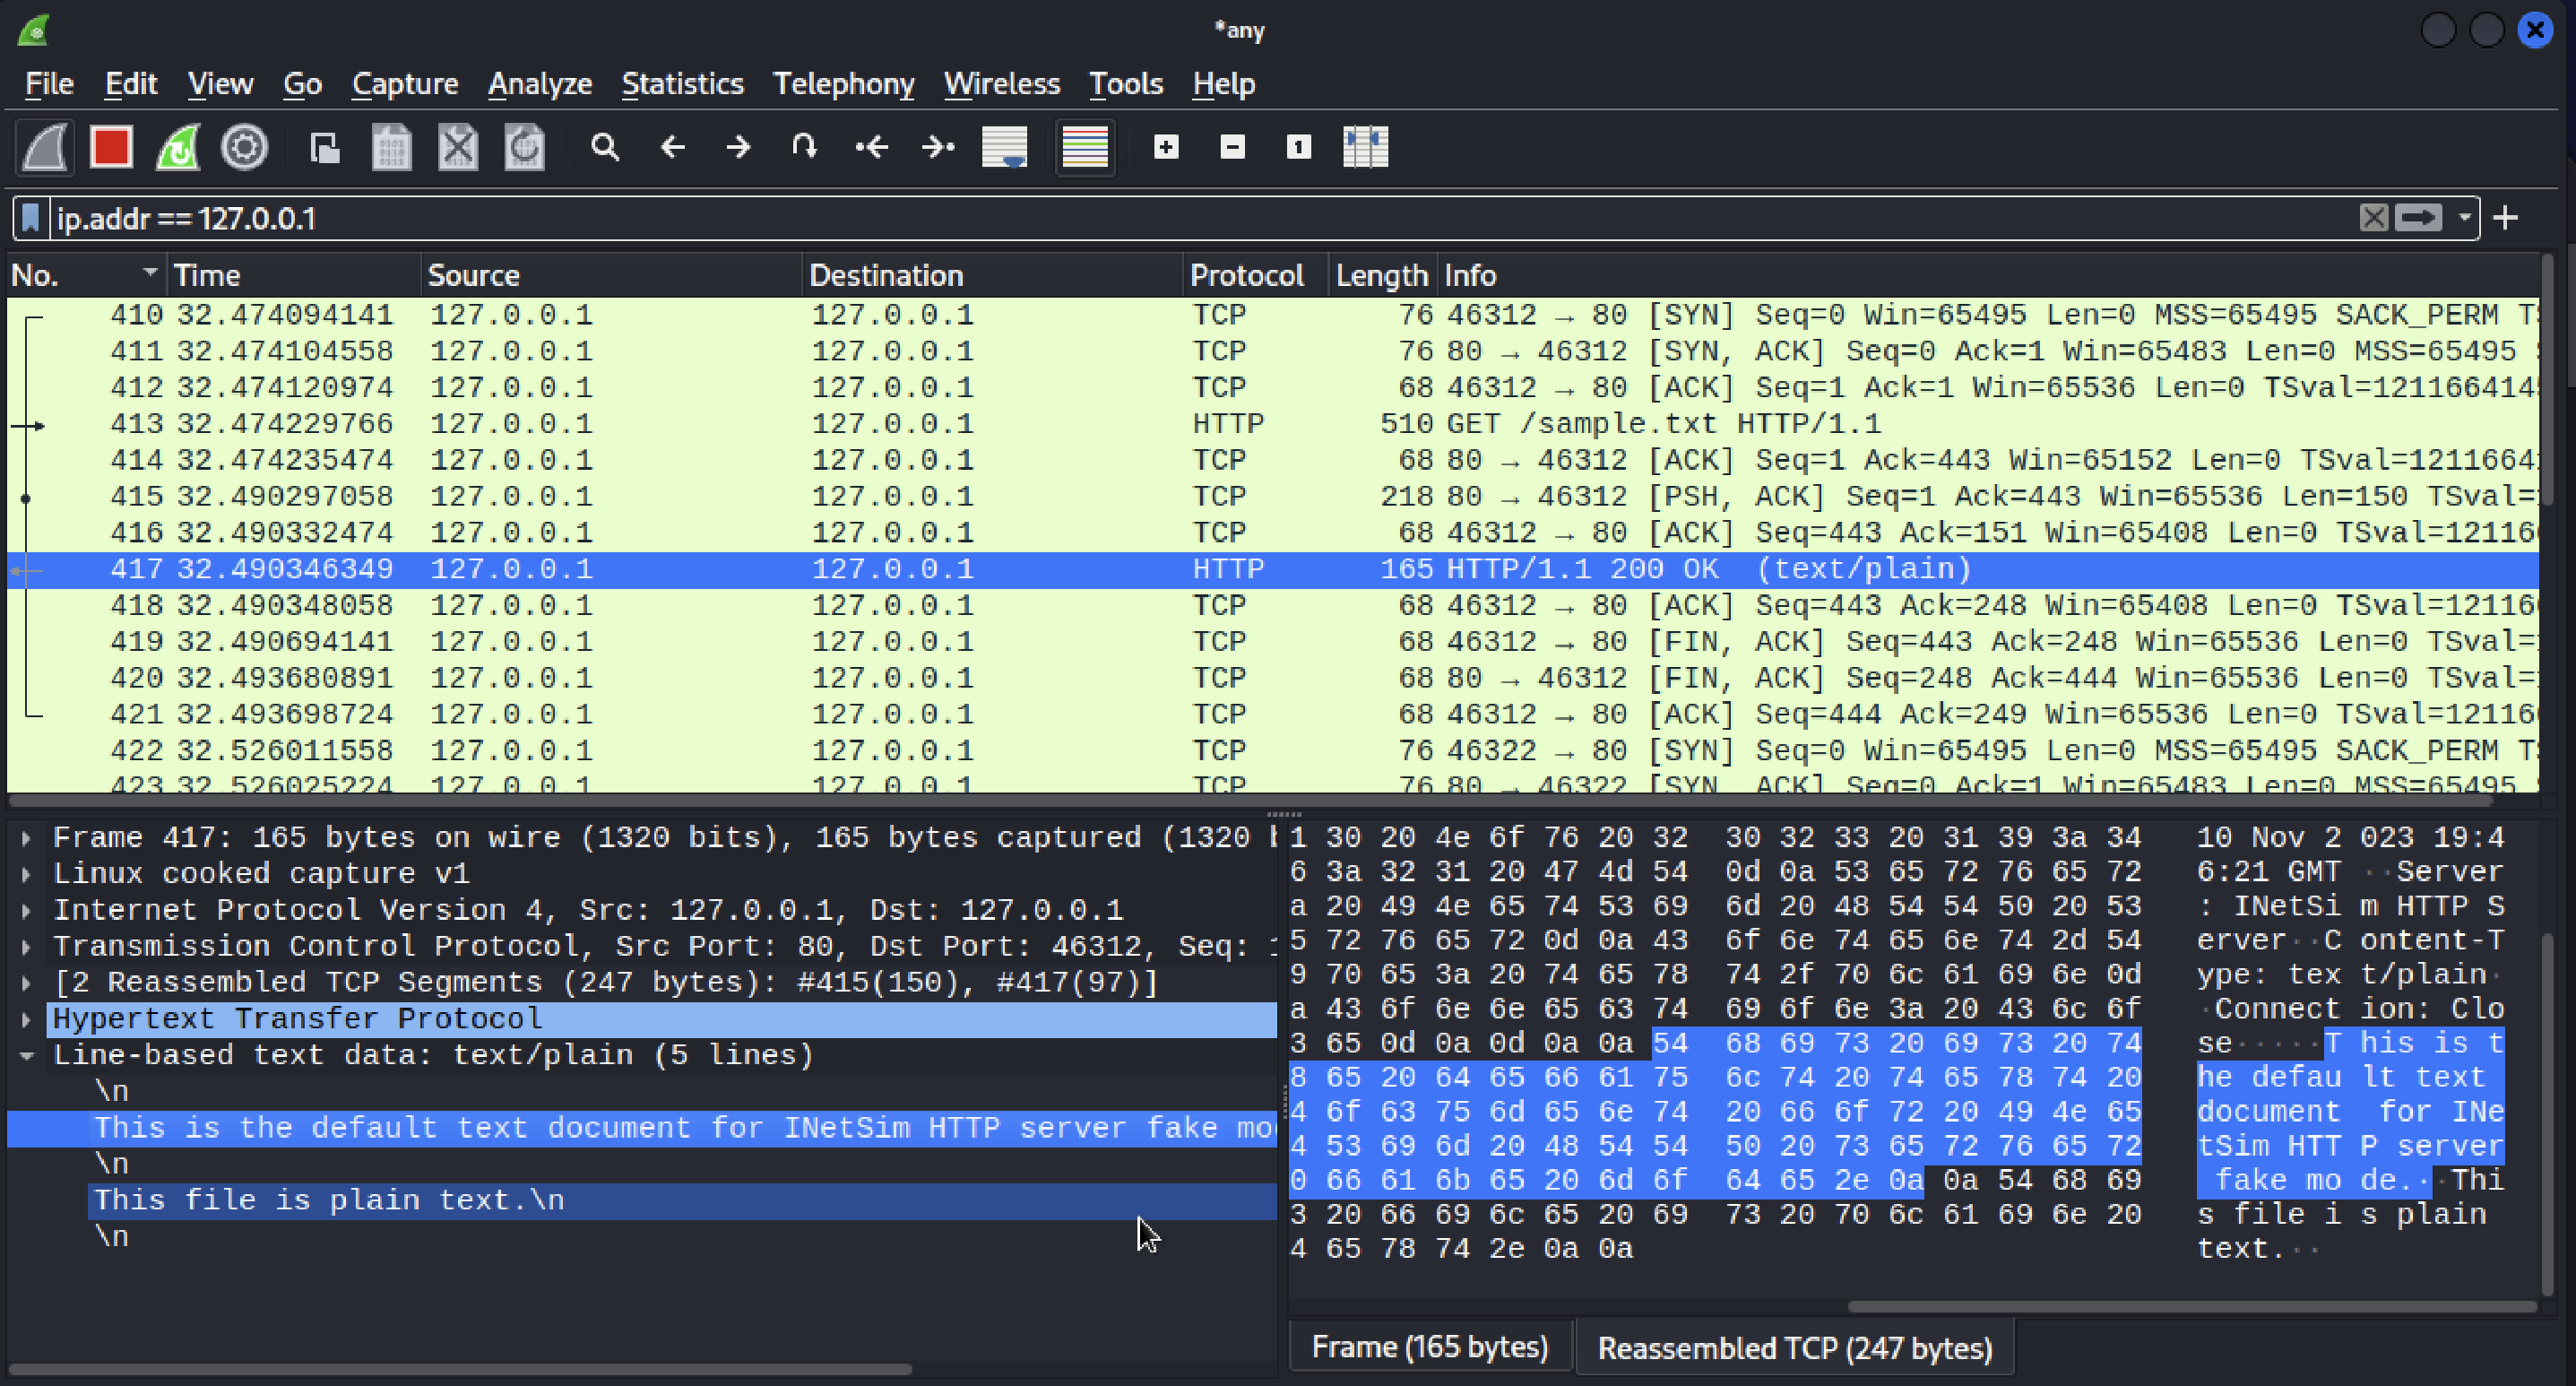 *any
File Edit View Go Capture Analyze Statistics Telephony Wireless Tools Help
ip.addr == 127.0.0.1
No. Time Source Destination Protocol Length Info
410 32.474094141 127.0.0.1 127.0.0.1 TCP 76 46312 → 80 [SYN] Seq=0 Win=65495 Len=0 MSS=65495 SACK_PERM
411 32.474104558 127.0.0.1 127.0.0.1 TCP 76 80 → 46312 [SYN, ACK] Seq=0 Ack=1 Win=65483 Len=0 MSS=65495
412 32.474120974 127.0.0.1 127.0.0.1 TCP 68 46312 → 80 [ACK] Seq=1 Ack=1 Win=65536 Len=0 TSval=121166414
413 32.474229766 127.0.0.1 127.0.0.1 HTTP 510 GET /sample.txt HTTP/1.1
414 32.474235474 127.0.0.1 127.0.0.1 TCP 68 80 → 46312 [ACK] Seq=1 Ack=443 Win=65152 Len=0 TSval=1211664
415 32.490297058 127.0.0.1 127.0.0.1 TCP 218 80 → 46312 [PSH, ACK] Seq=1 Ack=443 Win=65536 Len=150 TSval=
416 32.490332474 127.0.0.1 127.0.0.1 TCP 68 46312 → 80 [ACK] Seq=443 Ack=151 Win=65408 Len=0 TSval=12116
417 32.490346349 127.0.0.1 127.0.0.1 HTTP 165 HTTP/1.1 200 OK (text/plain)
418 32.490348058 127.0.0.1 127.0.0.1 TCP 68 46312 → 80 [ACK] Seq=443 Ack=248 Win=65408 Len=0 TSval=12116
419 32.490694141 127.0.0.1 127.0.0.1 TCP 68 46312 → 80 [FIN, ACK] Seq=443 Ack=248 Win=65536 Len=0 TSval=
420 32.493680891 127.0.0.1 127.0.0.1 TCP 68 80 → 46312 [FIN, ACK] Seq=248 Ack=444 Win=65536 Len=0 TSval=
421 32.493698724 127.0.0.1 127.0.0.1 TCP 68 46312 → 80 [ACK] Seq=444 Ack=249 Win=65536 Len=0 TSval=12116
422 32.526011558 127.0.0.1 127.0.0.1 TCP 76 46322 → 80 [SYN] Seq=0 Win=65495 Len=0 MSS=65495 SACK_PERM
423 32.526025224 127.0.0.1 127.0.0.1 TCP 76 80 → 46322 [SYN, ACK] Seq=0 Ack=1 Win=65483 Len=0 MSS=65495
Frame 417: 165 bytes on wire (1320 bits), 165 bytes captured (1320
Linux cooked capture v1
Internet Protocol Version 4, Src: 127.0.0.1, Dst: 127.0.0.1
Transmission Control Protocol, Src Port: 80, Dst Port: 46312, Seq:
[2 Reassembled TCP Segments (247 bytes): #415(150), #417(97)]
Hypertext Transfer Protocol
Line-based text data: text/plain (5 lines)
\n
This is the default text document for INetSim HTTP server fake mo
\n
This file is plain text.\n
\n
1 30 20 4e 6f 76 20 32 30 32 33 20 31 39 3a 34 10 Nov 2 023 19:4
6 3a 32 31 20 47 4d 54 0d 0a 53 65 72 76 65 72 6:21 GMT ··Server
a 20 49 4e 65 74 53 69 6d 20 48 54 54 50 20 53 : INetSi m HTTP S
5 72 76 65 72 0d 0a 43 6f 6e 74 65 6e 74 2d 54 erver··C ontent-T
9 70 65 3a 20 74 65 78 74 2f 70 6c 61 69 6e 0d ype: tex t/plain·
a 43 6f 6e 6e 65 63 74 69 6f 6e 3a 20 43 6c 6f ·Connect ion: Clo
3 65 0d 0a 0d 0a 0a 54 68 69 73 20 69 73 20 74 se·····T his is t
8 65 20 64 65 66 61 75 6c 74 20 74 65 78 74 20 he defau lt text
4 6f 63 75 6d 65 6e 74 20 66 6f 72 20 49 4e 65 document for INe
4 53 69 6d 20 48 54 54 50 20 73 65 72 76 65 72 tSim HTT P server
0 66 61 6b 65 20 6d 6f 64 65 2e 0a 0a 54 68 69 fake mo de.··Thi
3 20 66 69 6c 65 20 69 73 20 70 6c 61 69 6e 20 s file i s plain
4 65 78 74 2e 0a 0a text.··
Frame (165 bytes) Reassembled TCP (247 bytes)